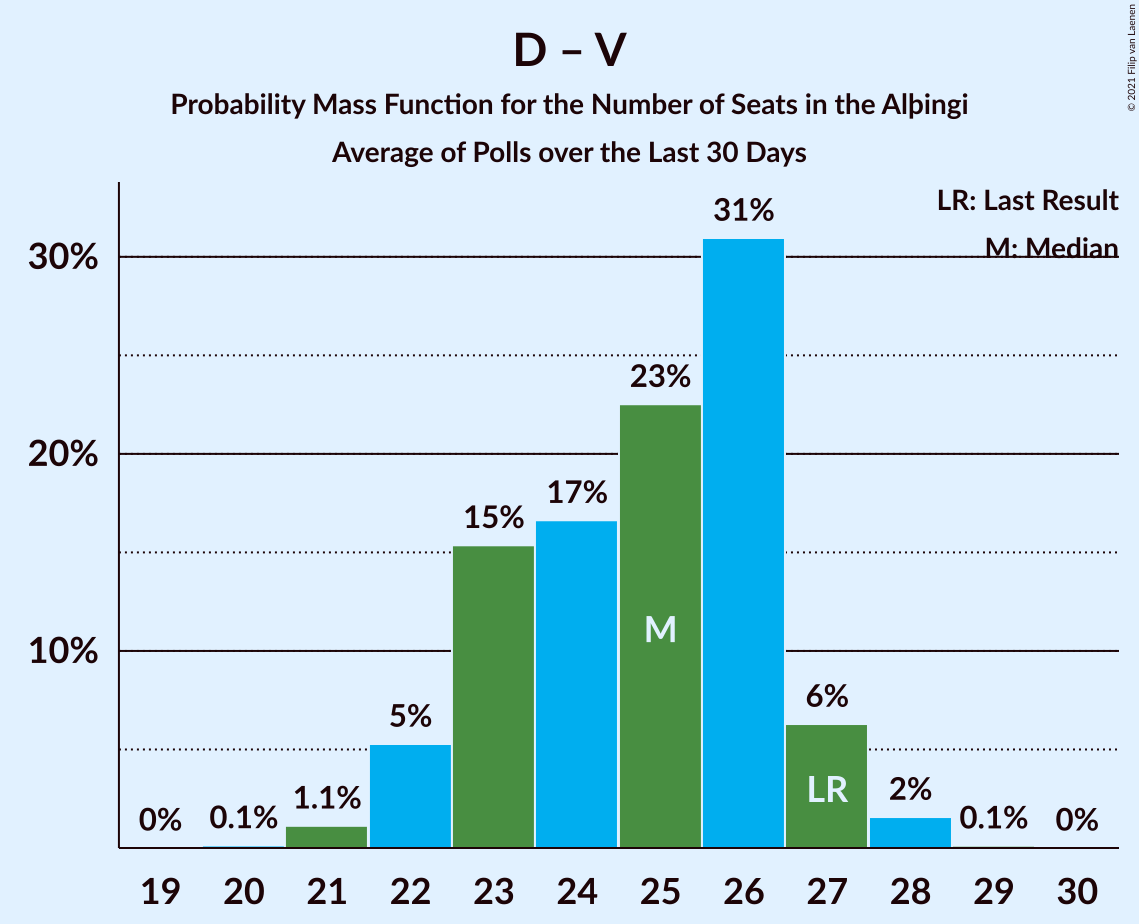 D – V
Probability Mass Function for the Number of Seats in the Alþingi
Average of Polls over the Last 30 Days
© 2021 Filip van Laenen
LR: Last Result
M: Median
30%
20%
10%
0%
0.1%
1.1%
5%
15%
17%
23%
31%
6%
2%
0.1%
0%
M
LR
19 20 21 22 23 24 25 26 27 28 29 30